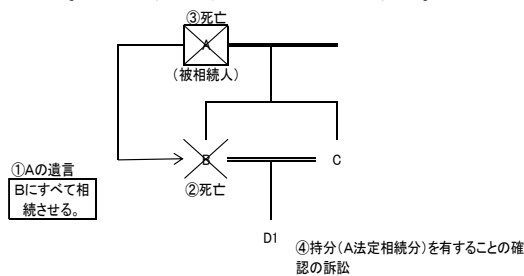 ③死亡
A
(被相続人)
①Aの遺言
Bにすべて相
続させる。
B
②死亡
C
D1
④持分(A法定相続分)を有することの確
認の訴訟